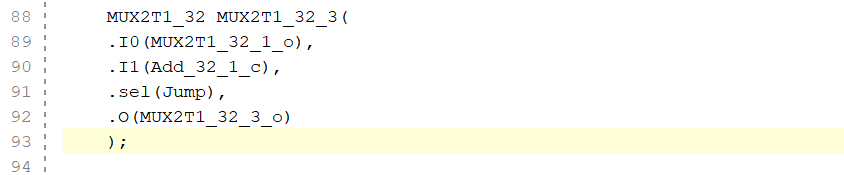 88 MUX2T1_32 MUX2T1_32_3(
89 .I0(MUX2T1_32_1_o),
90 .I1(Add_32_1_c),
91 .sel(Jump),
92 .O(MUX2T1_32_3_o)
93 );
94